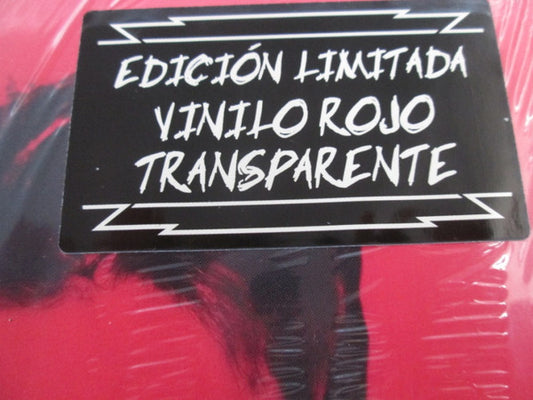 EDICIÓN LIMITADA
VINILO ROJO
TRANSPARENTE